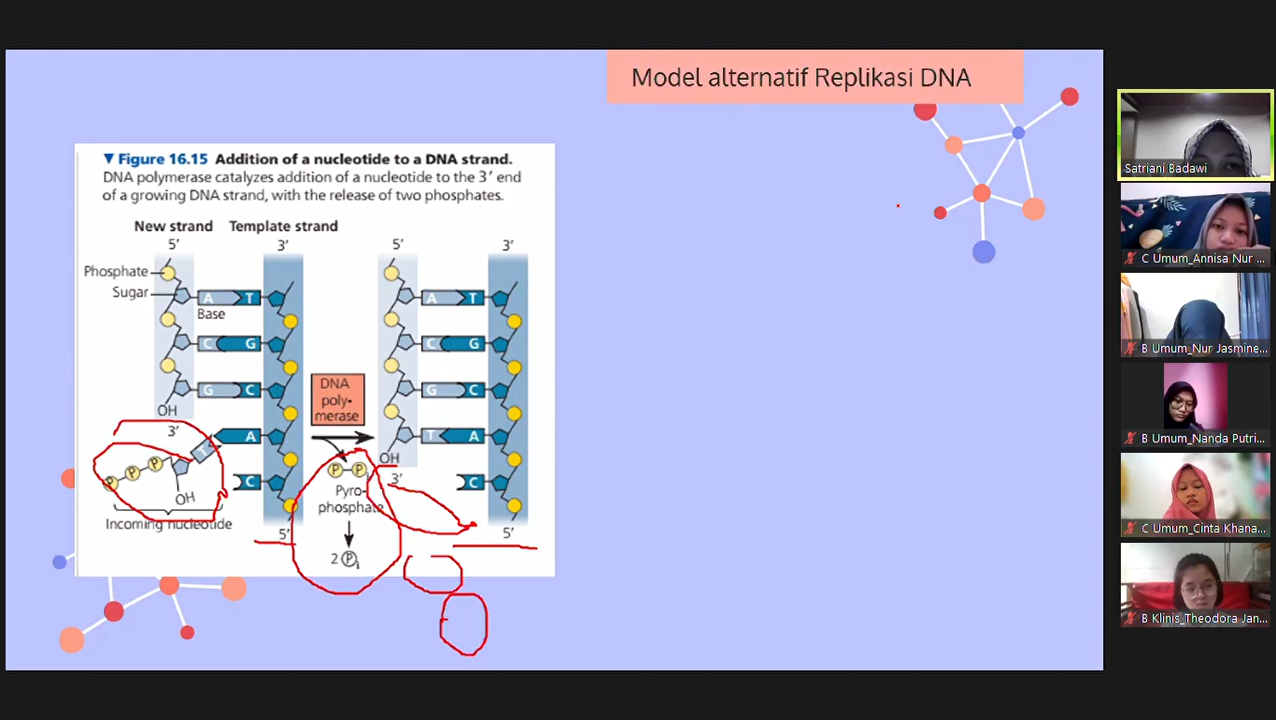 Model alternatif Replikasi DNA
▼ Figure 16.15 Addition of a nucleotide to a DNA strand.
DNA polymerase catalyzes addition of a nucleotide to the 3′ end
of a growing DNA strand, with the release of two phosphates.
New strand Template strand
5′ 3′ 5′ 3′
Phosphate
Sugar
A T A T
Base
C G C G
DNA
poly-
merase
G C G C
OH
3′
T A T A
OH
P P P P P
3′
C C
OH
Pyro-
phosphate
Incoming nucleotide
5′ 5′
2 Pi
Satriani Badawi
C Umum_Annisa Nur ...
B Umum_Nur Jasmine...
B Umum_Nanda Putri...
C Umum_Cinta Khana...
B Klinis_Theodora Jan...